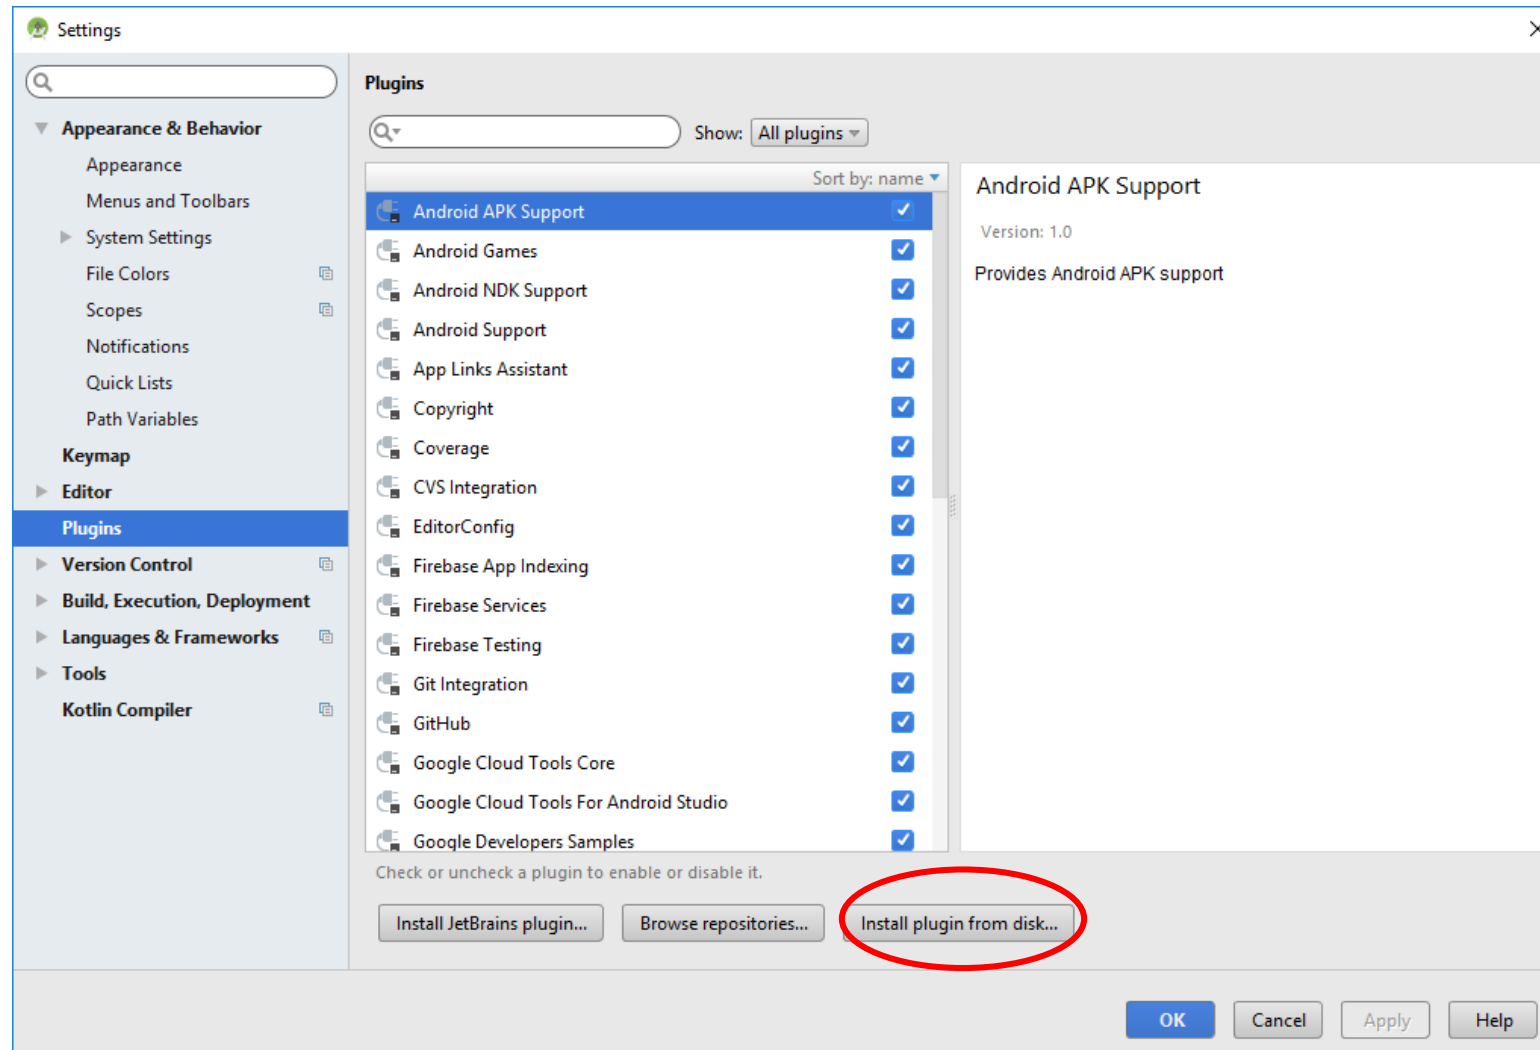 Settings
Appearance & Behavior
Appearance
Menus and Toolbars
System Settings
File Colors
Scopes
Notifications
Quick Lists
Path Variables
Keymap
Editor
Plugins
Version Control
Build, Execution, Deployment
Languages & Frameworks
Tools
Kotlin Compiler
Plugins
Show: All plugins
Sort by: name
Android APK Support
Android Games
Android NDK Support
Android Support
App Links Assistant
Copyright
Coverage
CVS Integration
EditorConfig
Firebase App Indexing
Firebase Services
Firebase Testing
Git Integration
GitHub
Google Cloud Tools Core
Google Cloud Tools For Android Studio
Google Developers Samples
Check or uncheck a plugin to enable or disable it.
Install JetBrains plugin... Browse repositories... Install plugin from disk...
Android APK Support
Version: 1.0
Provides Android APK support
OK Cancel Apply Help